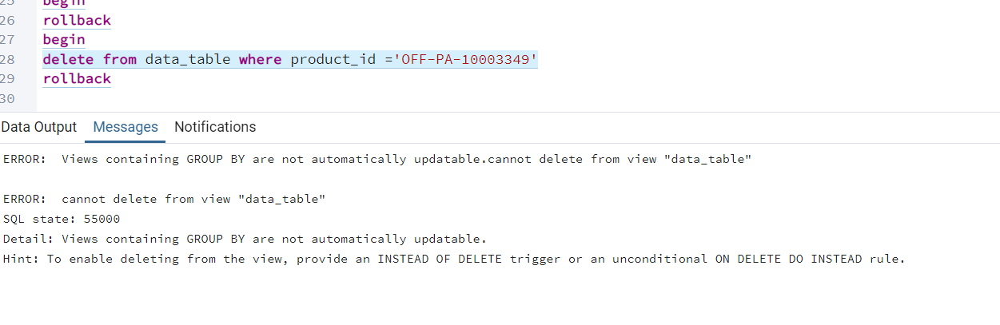 25 begin
26 rollback
27 begin
28 delete from data_table where product_id ='OFF-PA-10003349'
29 rollback
30
Data Output Messages Notifications
ERROR:  Views containing GROUP BY are not automatically updatable.cannot delete from view "data_table"
ERROR:  cannot delete from view "data_table"
SQL state: 55000
Detail: Views containing GROUP BY are not automatically updatable.
Hint: To enable deleting from the view, provide an INSTEAD OF DELETE trigger or an unconditional ON DELETE DO INSTEAD rule.